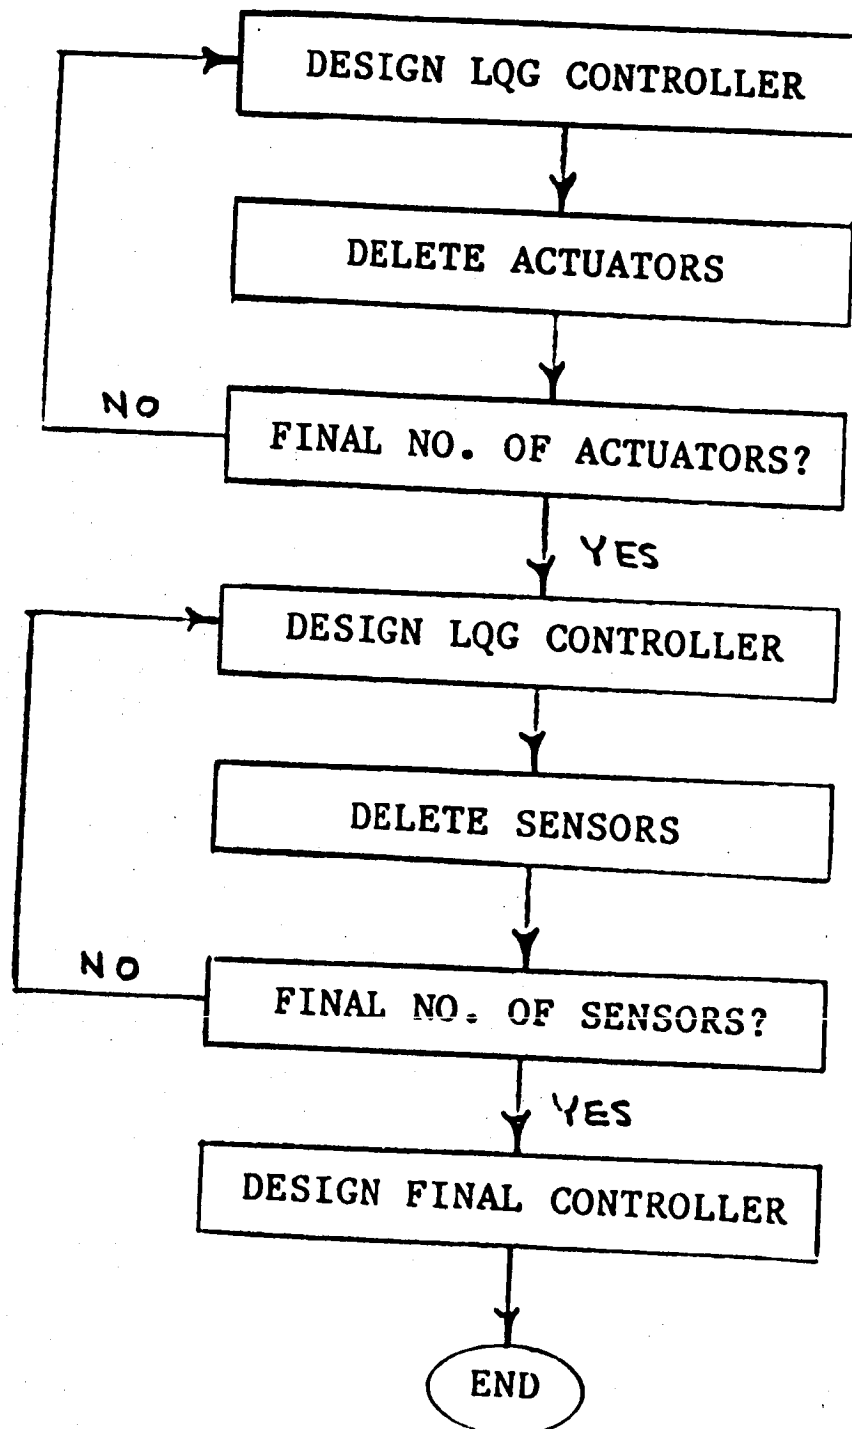 DESIGN LQG CONTROLLER
DELETE ACTUATORS
NO
FINAL NO. OF ACTUATORS?
YES
DESIGN LQG CONTROLLER
DELETE SENSORS
NO
FINAL NO. OF SENSORS?
YES
DESIGN FINAL CONTROLLER
END